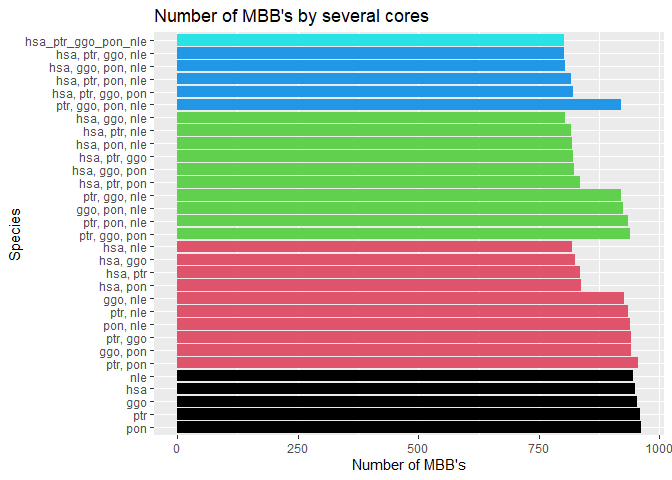 Number of MBB's by several cores
hsa_ptr_ggo_pon_nle
hsa, ptr, ggo, nle
hsa, ggo, pon, nle
hsa, ptr, pon, nle
hsa, ptr, ggo, pon
ptr, ggo, pon, nle
hsa, ggo, nle
hsa, ptr, nle
hsa, pon, nle
hsa, ptr, ggo
hsa, ggo, pon
hsa, ptr, pon
ptr, ggo, nle
ggo, pon, nle
ptr, pon, nle
ptr, ggo, pon
hsa, nle
hsa, ggo
hsa, ptr
hsa, pon
ggo, nle
ptr, nle
pon, nle
ptr, ggo
ggo, pon
ptr, pon
nle
hsa
ggo
ptr
pon
Species
0 250 500 750 1000
Number of MBB's